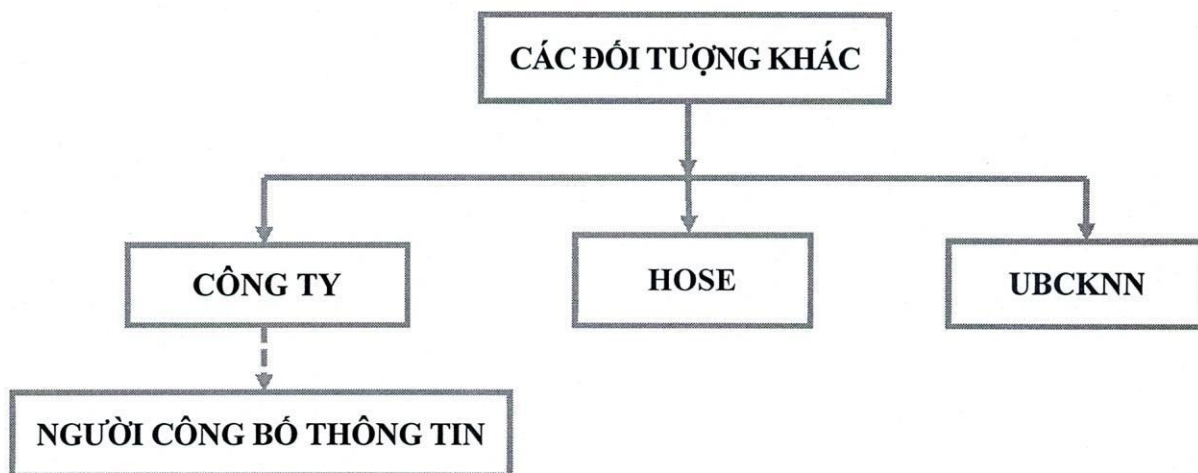 CÁC ĐỐI TƯỢNG KHÁC
CÔNG TY
HOSE
UBCKNN
NGƯỜI CÔNG BỐ THÔNG TIN